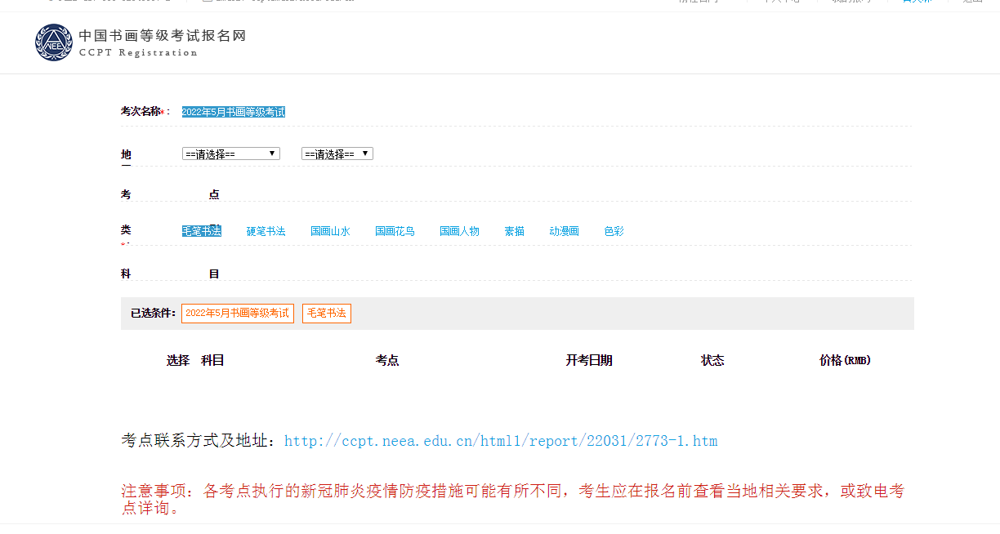 中国书画等级考试报名网
CCPT Registration
考次名称*： 2022年5月书画等级考试
地 ==请选择== ==请选择==
考 点
类 毛笔书法 硬笔书法 国画山水 国画花鸟 国画人物 素描 动漫画 色彩
*:
科 目
已选条件： 2022年5月书画等级考试 毛笔书法
选择 科目 考点 开考日期 状态 价格(RMB)
考点联系方式及地址：http://ccpt.neea.edu.cn/html1/report/22031/2773-1.htm
注意事项：各考点执行的新冠肺炎疫情防疫措施可能有所不同，考生应在报名前查看当地相关要求，或致电考
点详询。